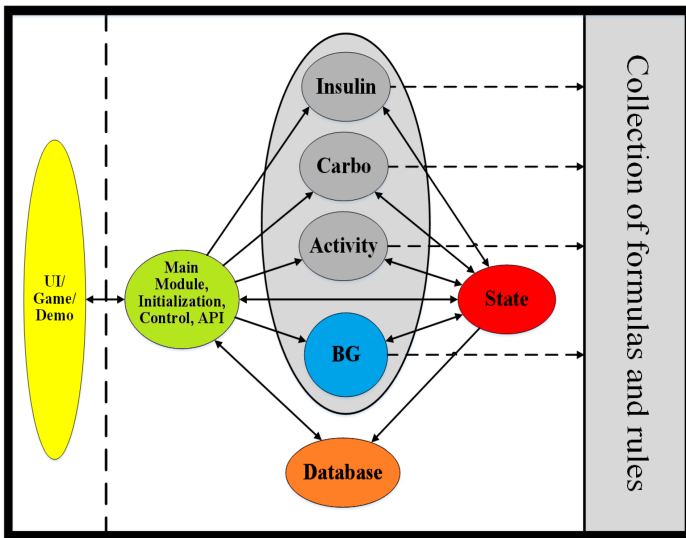 UI/
Game/
Demo
Main
Module,
Initialization,
Control, API
Insulin
Carbo
Activity
BG
Database
State
Collection of formulas and rules